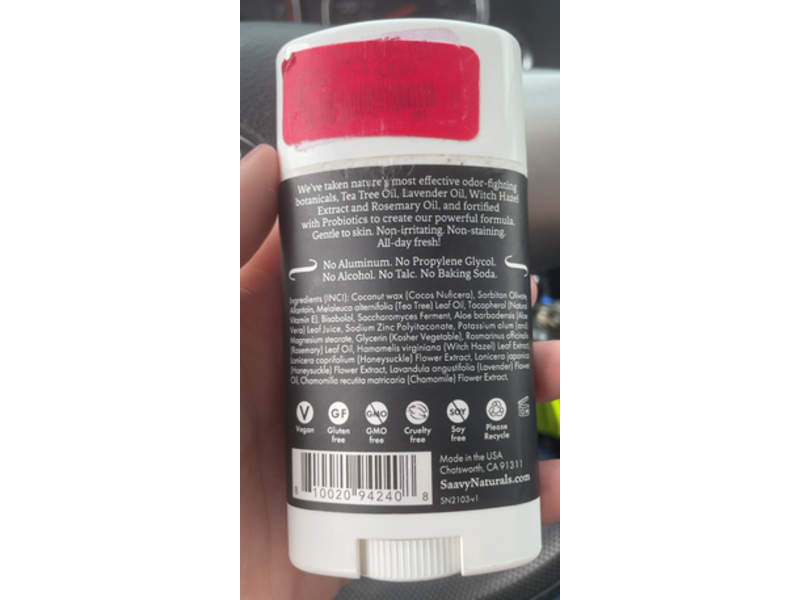 We've taken nature's most effective odor-fighting
botanicals, Tea Tree Oil, Lavender Oil, Witch Hazel
Extract and Rosemary Oil, and fortified
with Probiotics to create our powerful formula.
Gentle to skin. Non-irritating. Non-staining.
All-day fresh!
No Aluminum. No Propylene Glycol.
No Alcohol. No Talc. No Baking Soda.
Ingredients (INCI): Coconut wax (Cocos Nucifera), Sorbitan
Allantoin, Melaleuca alternifolia (Tea Tree) Leaf Oil, Tocopherol (Natural
Vitamin E), Bisabolol, Saccharomyces Ferment, Aloe barbadensis (Aloe
Vera) Leaf Juice, Sodium Zinc Potassium alum (and)
Magnesium stearate, Glycerin (Kosher Vegetable), Rosmarinus officinalis
(Rosemary) Leaf Oil, Hamamelis virginiana (Witch Hazel) Leaf Extract,
Lonicera caprifolium (Honeysuckle) Flower Extract, Lonicera japonica
(Honeysuckle) Flower Extract, Lavandula angustifolia (Lavender) Flower
Oil, Chamomilla recutita matricaria (Chamomile) Flower Extract.
V GF GMO SOY
Vegan Gluten free GMO free Cruelty free Soy free Please Recycle
Made in the USA
Chatsworth, CA 91311
SaavyNaturals.com
SN2103-v1
8 10020 94240 8